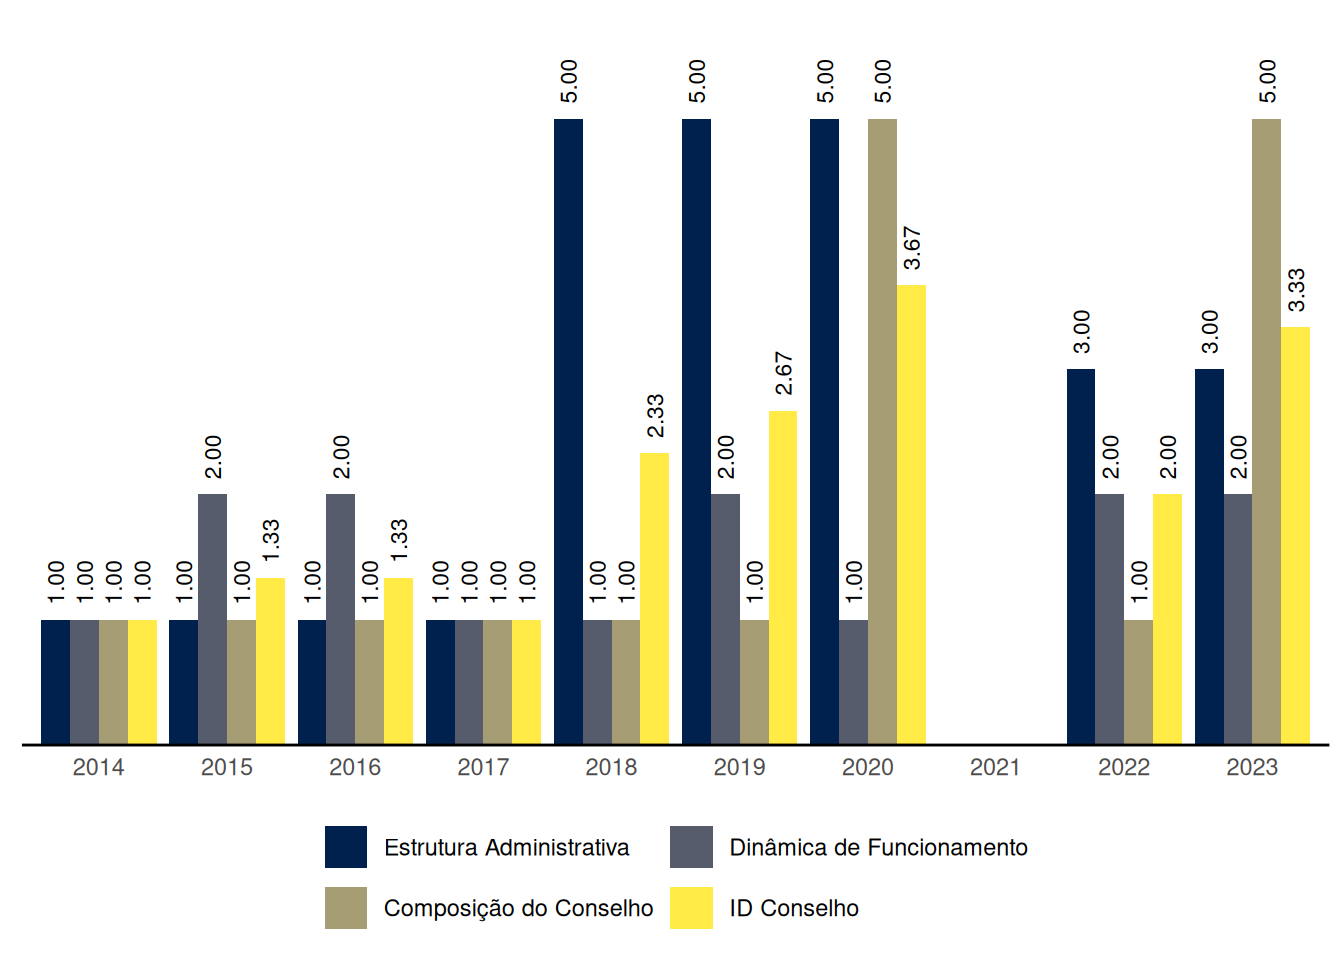 5.00 5.00 5.00 5.00 5.00
3.67
3.33
3.00 3.00
2.67
2.33
2.00 2.00 2.00 2.00 2.00 2.00
1.33 1.33
1.00 1.00 1.00 1.00 1.00 1.00 1.00 1.00 1.00 1.00 1.00 1.00 1.00 1.00 1.00 1.00 1.00
2014 2015 2016 2017 2018 2019 2020 2021 2022 2023
Estrutura Administrativa Dinâmica de Funcionamento
Composição do Conselho ID Conselho